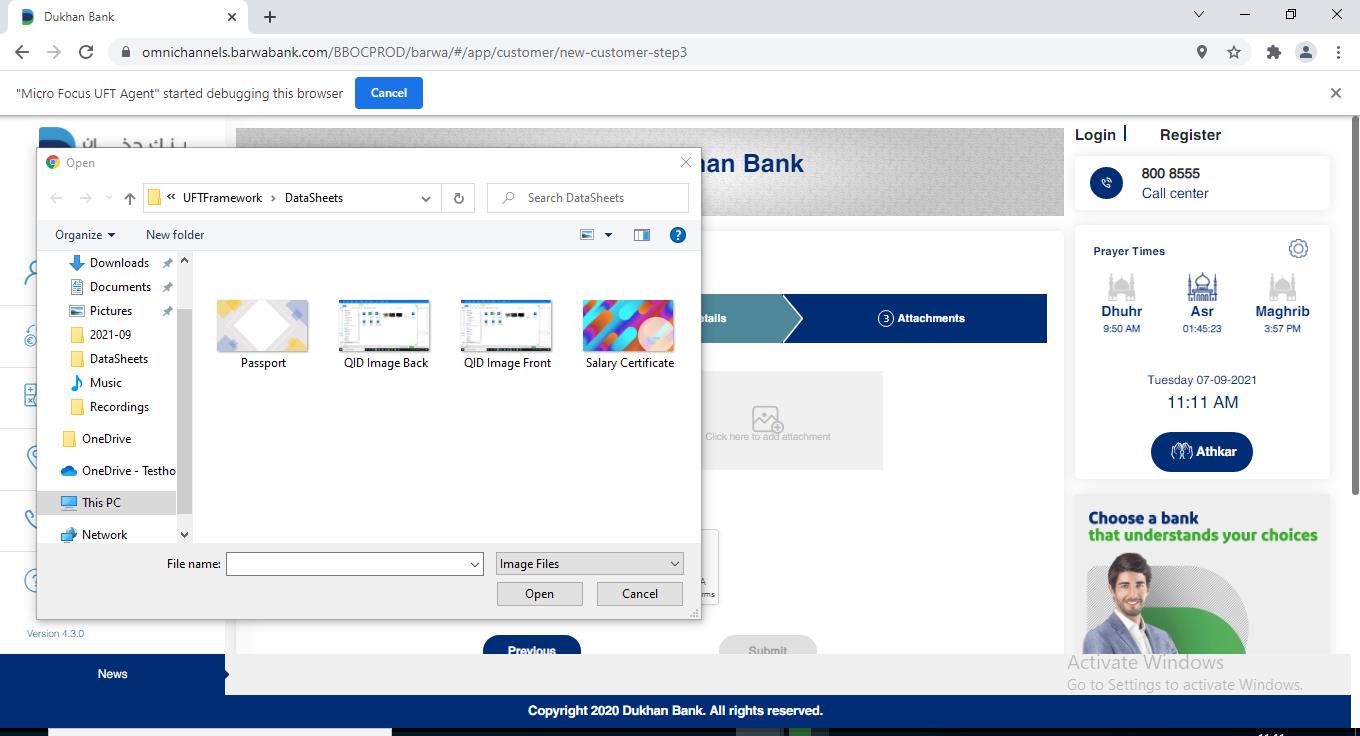 Dukhan Bank
omnichannels.barwabank.com/BBOCPROD/barwa/#/app/customer/new-customer-step3
"Micro Focus UFT Agent" started debugging this browser
Cancel
Open
« UFTFramework > DataSheets
Search DataSheets
Organize
New folder
Downloads
Documents
Pictures
2021-09
DataSheets
Music
Recordings
OneDrive
OneDrive - Testho
This PC
Network
Passport
QID Image Back
QID Image Front
Salary Certificate
File name:
Image Files
Open
Cancel
Bank
3 Attachments
Click here to add attachment
Previous
Submit
Version 4.3.0
News
Login
Register
800 8555
Call center
Prayer Times
Dhuhr
Asr
Maghrib
9:50 AM
01:45:23
3:57 PM
Tuesday 07-09-2021
11:11 AM
Athkar
Choose a bank
that understands your choices
Activate Windows
Go to Settings to activate Windows.
Copyright 2020 Dukhan Bank. All rights reserved.